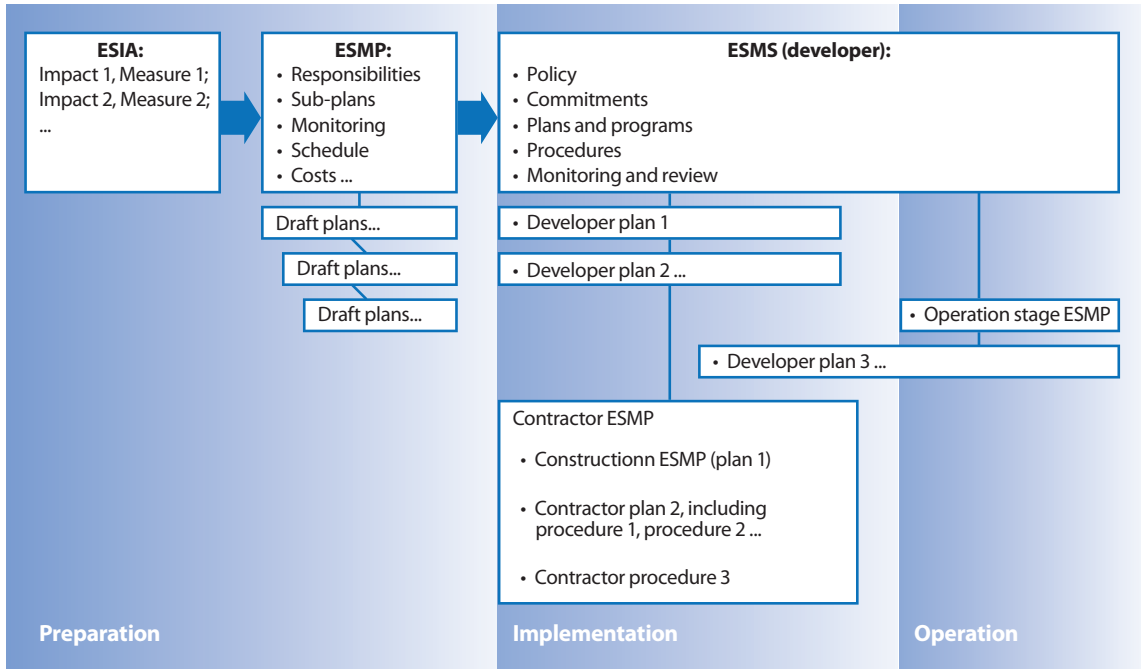 ESIA:
Impact 1, Measure 1;
Impact 2, Measure 2;
...
ESMP:
• Responsibilities
• Sub-plans
• Monitoring
• Schedule
• Costs ...
Draft plans...
Draft plans...
Draft plans...
ESMS (developer):
• Policy
• Commitments
• Plans and programs
• Procedures
• Monitoring and review
• Developer plan 1
• Developer plan 2 ...
• Operation stage ESMP
• Developer plan 3 ...
Contractor ESMP
• Constructionn ESMP (plan 1)
• Contractor plan 2, including
procedure 1, procedure 2 ...
• Contractor procedure 3
Preparation
Implementation
Operation